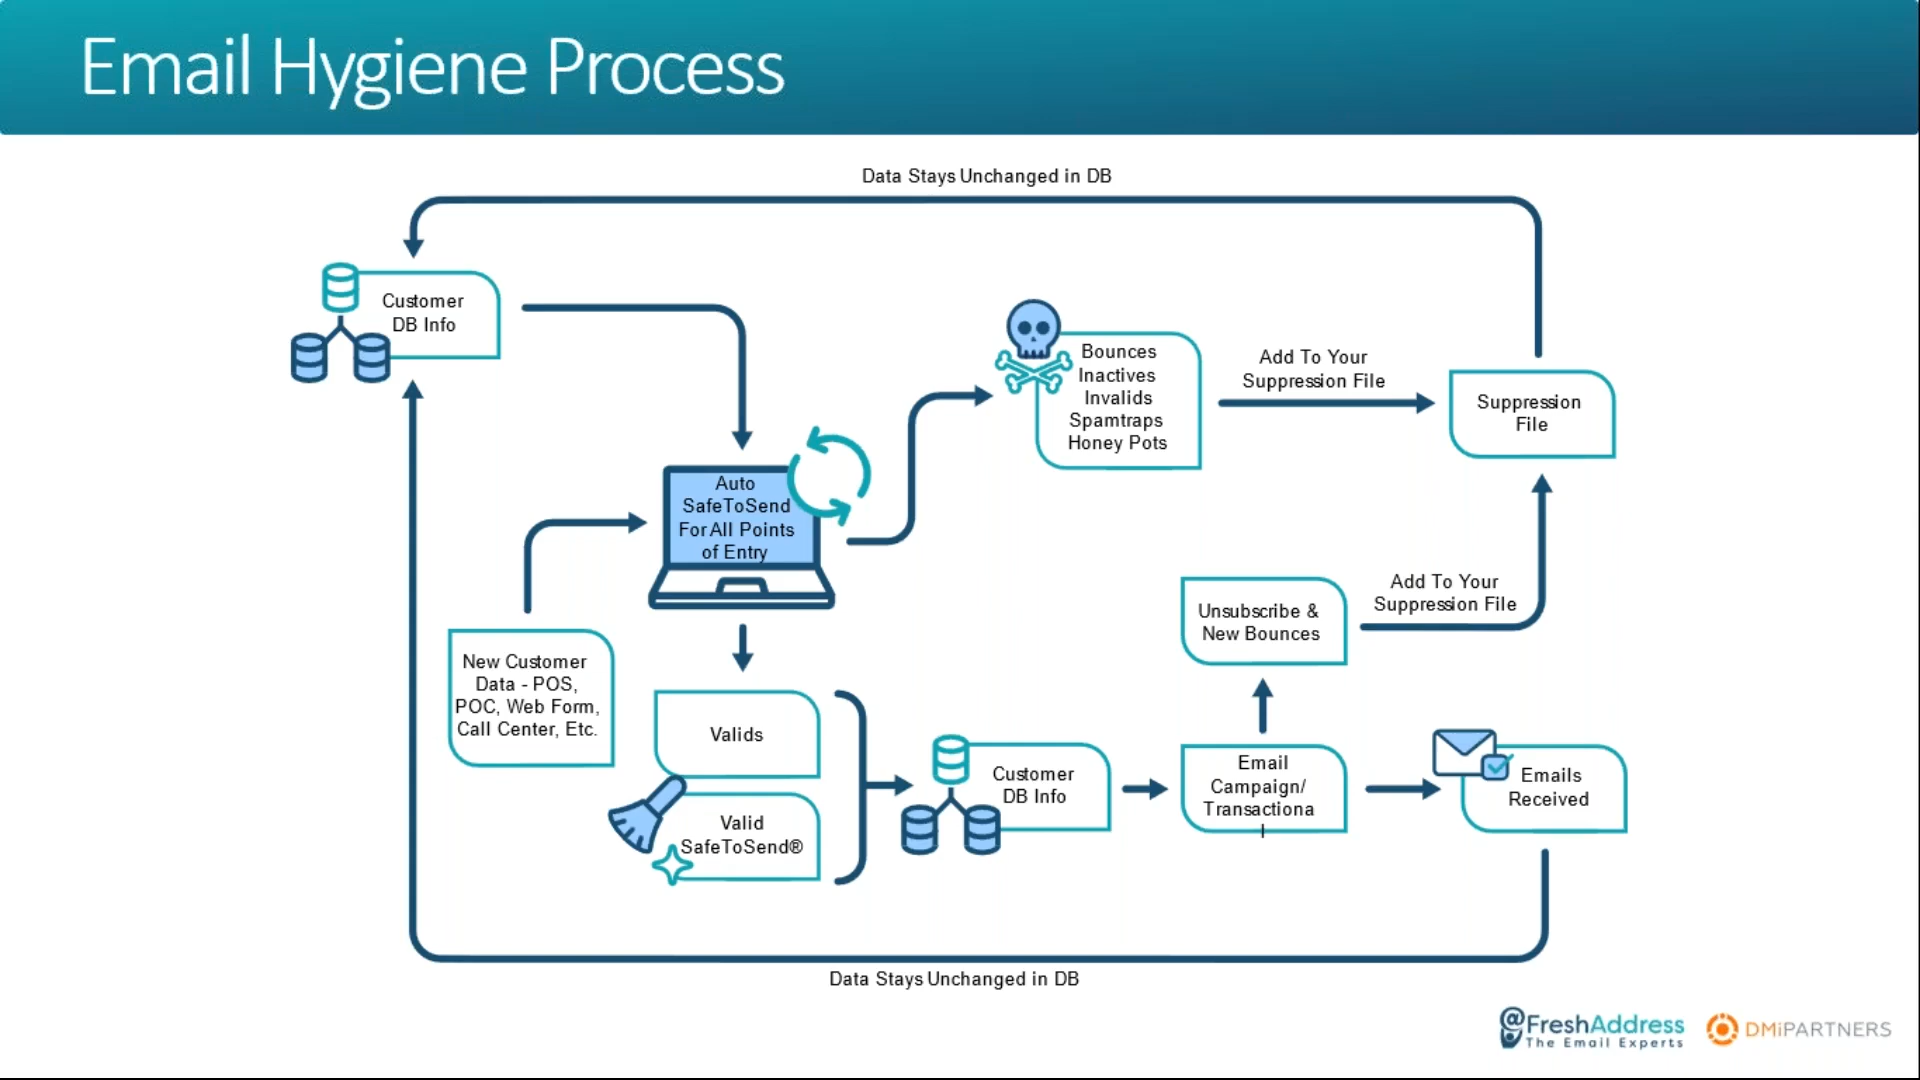 Email Hygiene Process
Data Stays Unchanged in DB
Customer
DB Info
Bounces
Inactives
Invalids
Spamtraps
Honey Pots
Add To Your
Suppression File
Suppression
File
Auto
SafeToSend
For All Points
of Entry
New Customer
Data - POS,
POC, Web Form,
Call Center, Etc.
Unsubscribe &
New Bounces
Add To Your
Suppression File
Valids
Valid
SafeToSend®
Customer
DB Info
Email
Campaign/
Transactiona
l
Emails
Received
Data Stays Unchanged in DB
@FreshAddress
The Email Experts
DMiPARTNERS